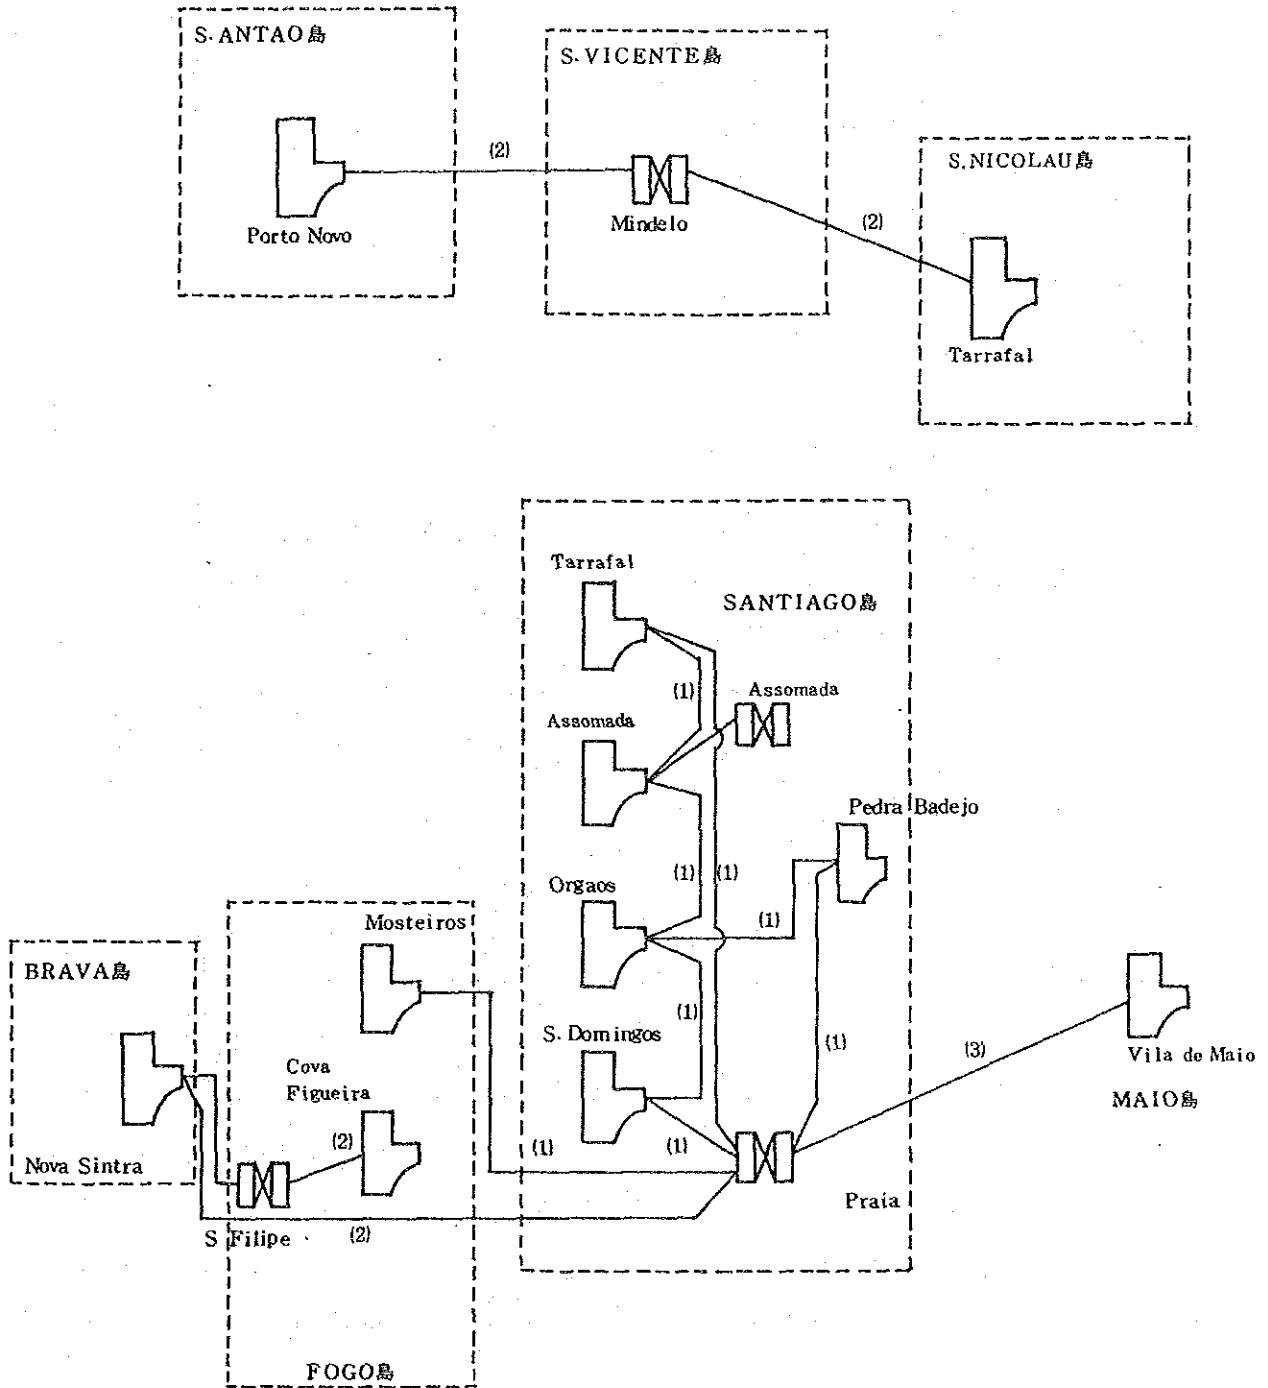 S. ANTAO島
S. VICENTE島
(2)
Porto Novo
Mindelo
S.NICOLAU島
(2)
Tarrafal
Tarrafal
SANTIAGO島
(1)
Assomada
Assomada
Pedra Badejo
(1)
(1)
Orgaos
(1)
Mosteiros
BRAVA島
(1)
S. Domingos
(1)
(3)
Vila do Maio
MAIO島
Cova
Figueira
(2)
(1)
(1)
Nova Sintra
Praia
S Filipe
(2)
FOGO島